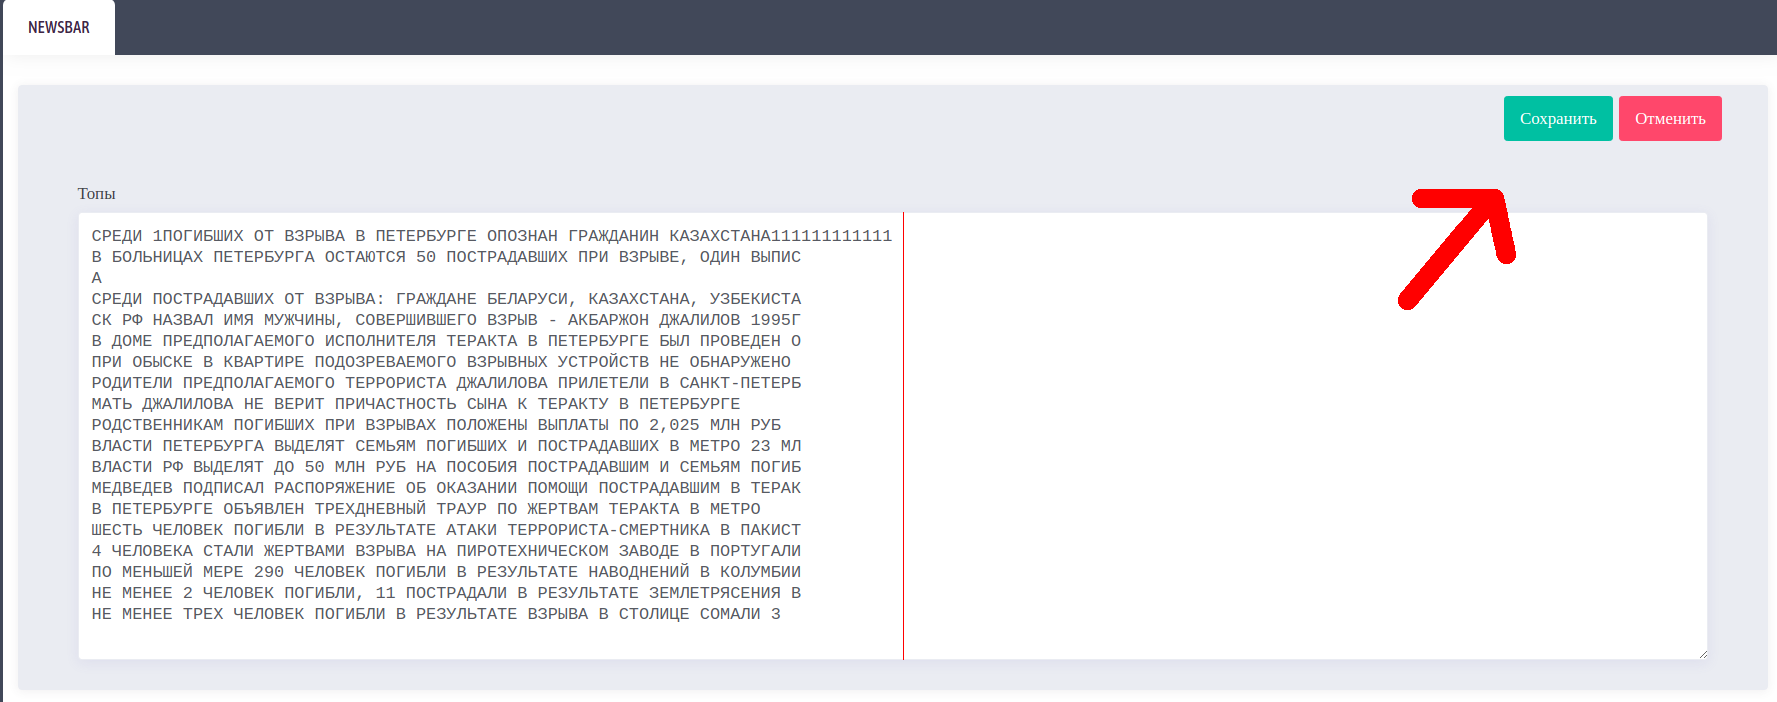 NEWSBAR
Сохранить Отменить
Топы
СРЕДИ 1ПОГИБШИХ ОТ ВЗРЫВА В ПЕТЕРБУРГЕ ОПОЗНАН ГРАЖДАНИН КАЗАХСТАНА111111111111
В БОЛЬНИЦАХ ПЕТЕРБУРГА ОСТАЮТСЯ 50 ПОСТРАДАВШИХ ПРИ ВЗРЫВЕ, ОДИН ВЫПИС
А
СРЕДИ ПОСТРАДАВШИХ ОТ ВЗРЫВА: ГРАЖДАНЕ БЕЛАРУСИ, КАЗАХСТАНА, УЗБЕКИСТА
СК РФ НАЗВАЛ ИМЯ МУЖЧИНЫ, СОВЕРШИВШЕГО ВЗРЫВ - АКБАРЖОН ДЖАЛИЛОВ 1995Г
В ДОМЕ ПРЕДПОЛАГАЕМОГО ИСПОЛНИТЕЛЯ ТЕРАКТА В ПЕТЕРБУРГЕ БЫЛ ПРОВЕДЕН О
ПРИ ОБЫСКЕ В КВАРТИРЕ ПОДОЗРЕВАЕМОГО ВЗРЫВНЫХ УСТРОЙСТВ НЕ ОБНАРУЖЕНО
РОДИТЕЛИ ПРЕДПОЛАГАЕМОГО ТЕРРОРИСТА ДЖАЛИЛОВА ПРИЛЕТЕЛИ В САНКТ-ПЕТЕРБ
МАТЬ ДЖАЛИЛОВА НЕ ВЕРИТ ПРИЧАСТНОСТЬ СЫНА К ТЕРАКТУ В ПЕТЕРБУРГЕ
РОДСТВЕННИКАМ ПОГИБШИХ ПРИ ВЗРЫВАХ ПОЛОЖЕНЫ ВЫПЛАТЫ ПО 2,025 МЛН РУБ
ВЛАСТИ ПЕТЕРБУРГА ВЫДЕЛЯТ СЕМЬЯМ ПОГИБШИХ И ПОСТРАДАВШИХ В МЕТРО 23 МЛ
ВЛАСТИ РФ ВЫДЕЛЯТ ДО 50 МЛН РУБ НА ПОСОБИЯ ПОСТРАДАВШИМ И СЕМЬЯМ ПОГИБ
МЕДВЕДЕВ ПОДПИСАЛ РАСПОРЯЖЕНИЕ ОБ ОКАЗАНИИ ПОМОЩИ ПОСТРАДАВШИМ В ТЕРАК
В ПЕТЕРБУРГЕ ОБЪЯВЛЕН ТРЕХДНЕВНЫЙ ТРАУР ПО ЖЕРТВАМ ТЕРАКТА В МЕТРО
ШЕСТЬ ЧЕЛОВЕК ПОГИБЛИ В РЕЗУЛЬТАТЕ АТАКИ ТЕРРОРИСТА-СМЕРТНИКА В ПАКИСТ
4 ЧЕЛОВЕКА СТАЛИ ЖЕРТВАМИ ВЗРЫВА НА ПИРОТЕХНИЧЕСКОМ ЗАВОДЕ В ПОРТУГАЛИ
ПО МЕНЬШЕЙ МЕРЕ 290 ЧЕЛОВЕК ПОГИБЛИ В РЕЗУЛЬТАТЕ НАВОДНЕНИЙ В КОЛУМБИИ
НЕ МЕНЕЕ 2 ЧЕЛОВЕК ПОГИБЛИ, 11 ПОСТРАДАЛИ В РЕЗУЛЬТАТЕ ЗЕМЛЕТРЯСЕНИЯ В
НЕ МЕНЕЕ ТРЕХ ЧЕЛОВЕК ПОГИБЛИ В РЕЗУЛЬТАТЕ ВЗРЫВА В СТОЛИЦЕ СОМАЛИ 3